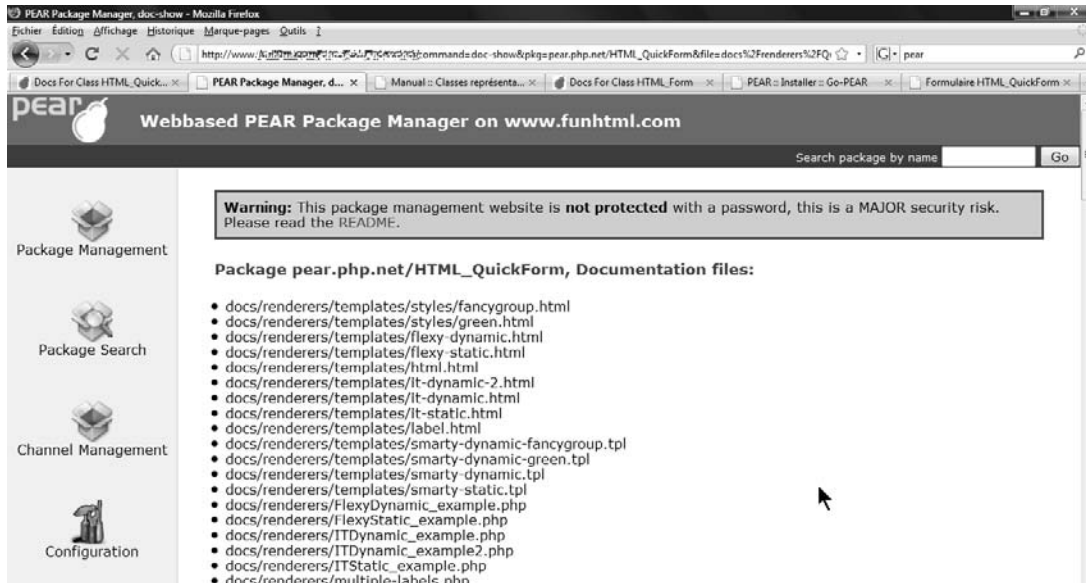 PEAR Package Manager, doc-show - Mozilla Firefox
Fichier Édition Affichage Historique Marque-pages Outils ?
http://www. command=doc-show&pkg=pear.php.net/HTML_QuickForm&file=docs%2Frenderers%2FQ G pear
Docs For Class HTML_Quick... PEAR Package Manager, d... Manual :: Classes représenta... Docs For Class HTML_Form PEAR :: Installer :: Go-PEAR Formulaire HTML_QuickForm
pear
Webbased PEAR Package Manager on www.funhtml.com
Search package by name Go
Warning: This package management website is not protected with a password, this is a MAJOR security risk.
Please read the README.
Package Management
Package Search
Channel Management
Configuration
Package pear.php.net/HTML_QuickForm, Documentation files:
• docs/renderers/templates/styles/fancygroup.html
• docs/renderers/templates/styles/green.html
• docs/renderers/templates/flexy-dynamic.html
• docs/renderers/templates/flexy-static.html
• docs/renderers/templates/html.html
• docs/renderers/templates/it-dynamic-2.html
• docs/renderers/templates/it-dynamic.html
• docs/renderers/templates/it-static.html
• docs/renderers/templates/label.html
• docs/renderers/templates/smarty-dynamic-fancygroup.tpl
• docs/renderers/templates/smarty-dynamic-green.tpl
• docs/renderers/templates/smarty-dynamic.tpl
• docs/renderers/templates/smarty-static.tpl
• docs/renderers/FlexyDynamic_example.php
• docs/renderers/FlexyStatic_example.php
• docs/renderers/ITDynamic_example.php
• docs/renderers/ITDynamic_example2.php
• docs/renderers/ITStatic_example.php
• docs/renderers/multiple-labels.php